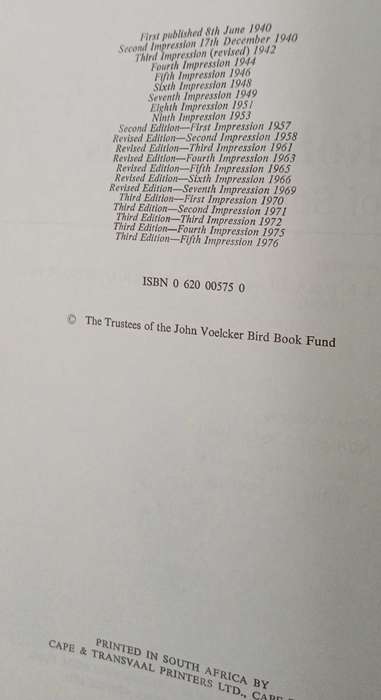 First published 8th June 1940
Second Impression 17th December 1940
Third Impression (revised) 1942
Fourth Impression 1944
Fifth Impression 1946
Sixth Impression 1948
Seventh Impression 1949
Eighth Impression 1951
Ninth Impression 1953
Second Edition—First Impression 1957
Revised Edition—Second Impression 1958
Revised Edition—Third Impression 1961
Revised Edition—Fourth Impression 1963
Revised Edition—Fifth Impression 1965
Revised Edition—Sixth Impression 1966
Revised Edition—Seventh Impression 1969
Third Edition—First Impression 1970
Third Edition—Second Impression 1971
Third Edition—Third Impression 1972
Third Edition—Fourth Impression 1975
Third Edition—Fifth Impression 1976
ISBN 0 620 00575 0
© The Trustees of the John Voelcker Bird Book Fund
PRINTED IN SOUTH AFRICA BY
CAPE & TRANSVAAL PRINTERS LTD.,